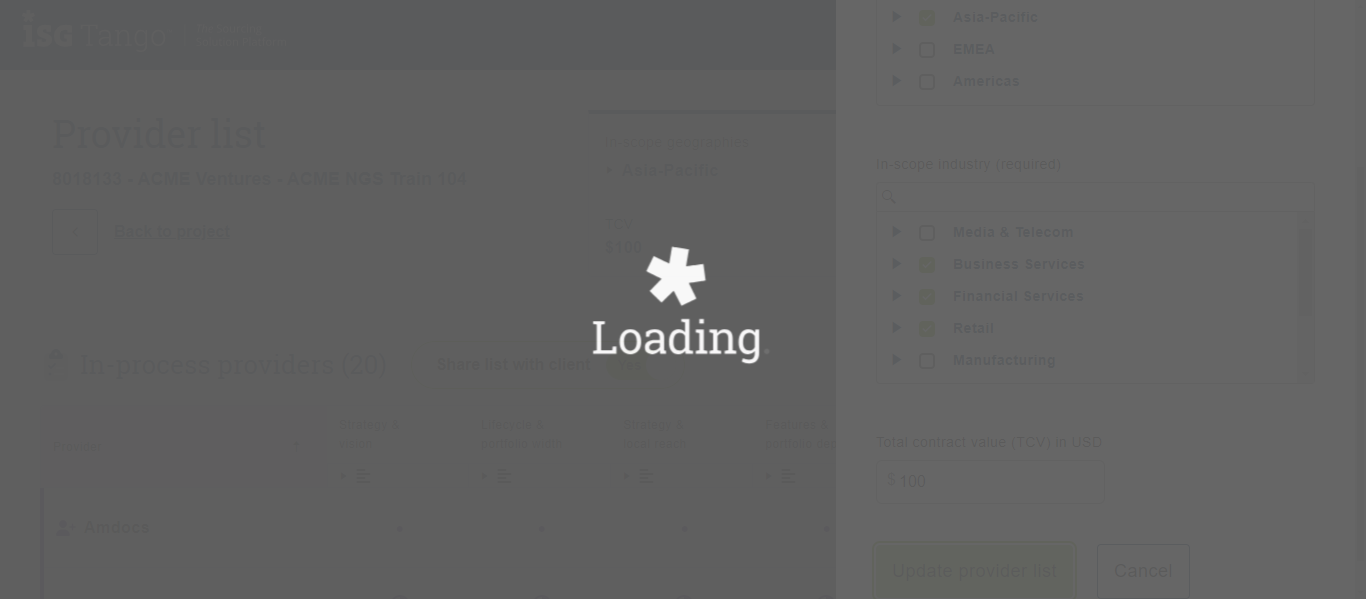 isG Tango
Provider list
8018133 - ACME Ventures - ACME NGS Train 104
Back to project
In-scope geographies
Asia-Pacific
TCV
$100
Loading.
In-process providers (20)
Share list with client
Yes
Amdocs
Asia-Pacific
EMEA
Americas
In-scope industry (required)
Media & Telecom
Business Services
Financial Services
Retail
Manufacturing
Total contract value (TCV) in USD
$ 100
Update provider list
Cancel